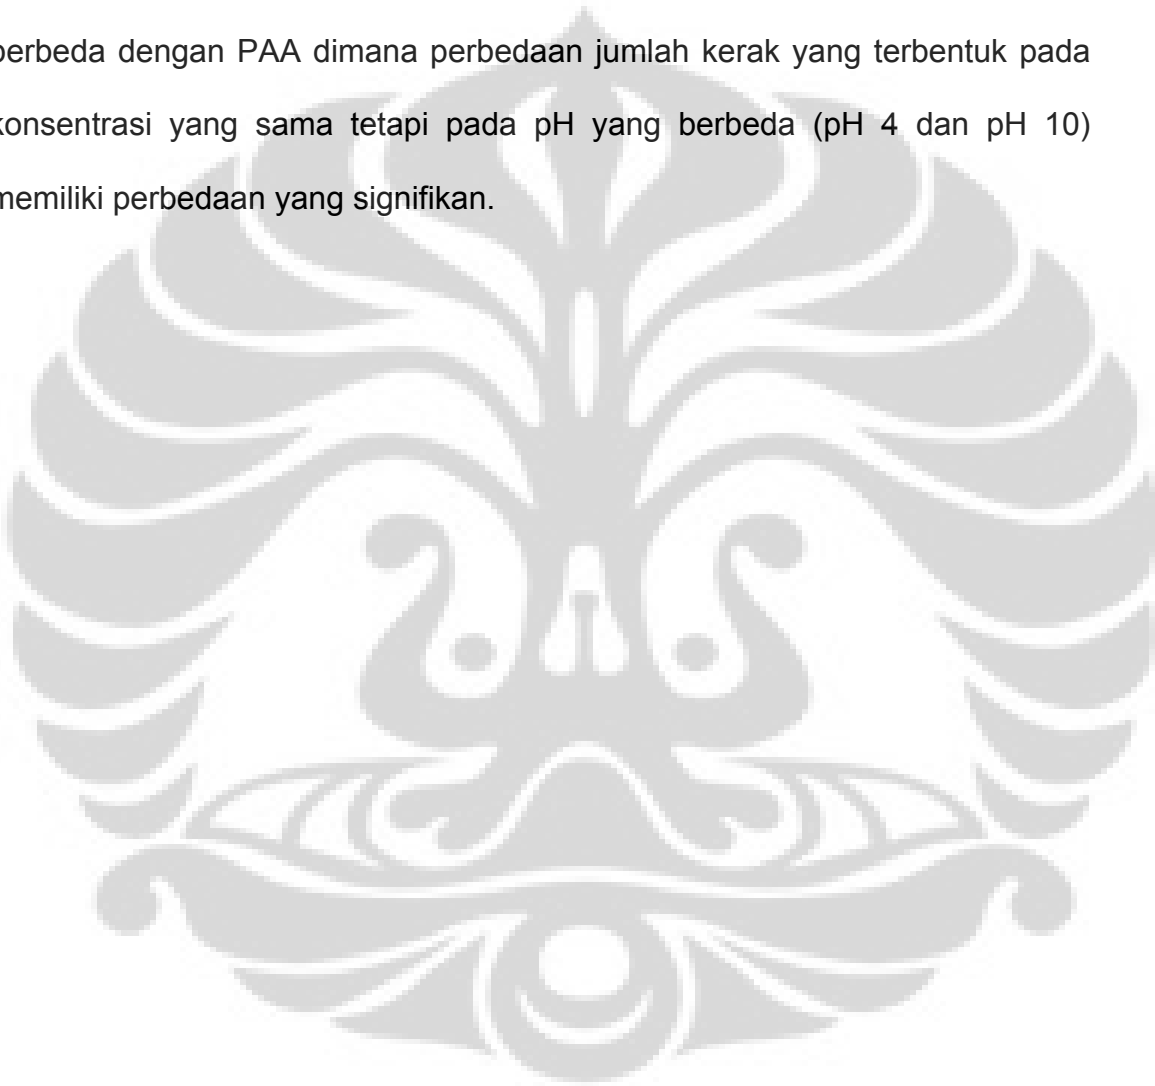 berbeda dengan PAA dimana perbedaan jumlah kerak yang terbentuk pada
konsentrasi yang sama tetapi pada pH yang berbeda (pH 4 dan pH 10)
memiliki perbedaan yang signifikan.